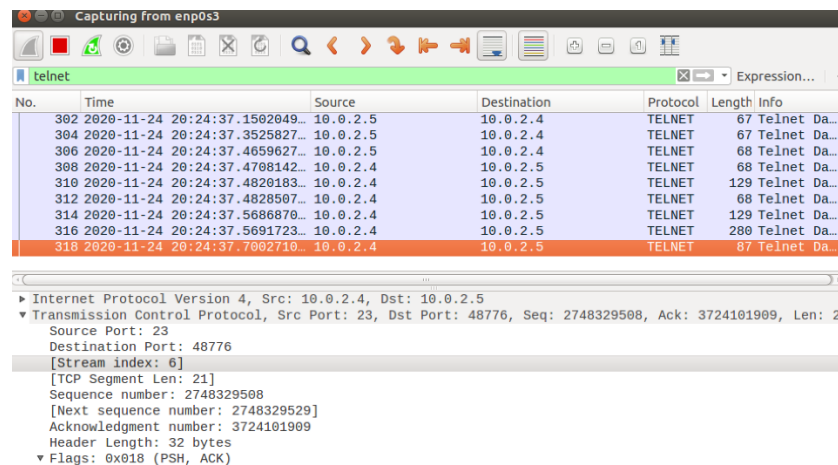 Capturing from enp0s3
telnet Expression...
No. Time Source Destination Protocol Length Info
302 2020-11-24 20:24:37.1502049… 10.0.2.5 10.0.2.4 TELNET 67 Telnet Da…
304 2020-11-24 20:24:37.3525827… 10.0.2.5 10.0.2.4 TELNET 67 Telnet Da…
306 2020-11-24 20:24:37.4659627… 10.0.2.5 10.0.2.4 TELNET 68 Telnet Da…
308 2020-11-24 20:24:37.4708142… 10.0.2.4 10.0.2.5 TELNET 68 Telnet Da…
310 2020-11-24 20:24:37.4820183… 10.0.2.4 10.0.2.5 TELNET 129 Telnet Da…
312 2020-11-24 20:24:37.4828507… 10.0.2.4 10.0.2.5 TELNET 68 Telnet Da…
314 2020-11-24 20:24:37.5686870… 10.0.2.4 10.0.2.5 TELNET 129 Telnet Da…
316 2020-11-24 20:24:37.5691723… 10.0.2.4 10.0.2.5 TELNET 280 Telnet Da…
318 2020-11-24 20:24:37.7002710… 10.0.2.4 10.0.2.5 TELNET 87 Telnet Da…
Internet Protocol Version 4, Src: 10.0.2.4, Dst: 10.0.2.5
Transmission Control Protocol, Src Port: 23, Dst Port: 48776, Seq: 2748329508, Ack: 3724101909, Len: 2
Source Port: 23
Destination Port: 48776
[Stream index: 6]
[TCP Segment Len: 21]
Sequence number: 2748329508
[Next sequence number: 2748329529]
Acknowledgment number: 3724101909
Header Length: 32 bytes
Flags: 0x018 (PSH, ACK)